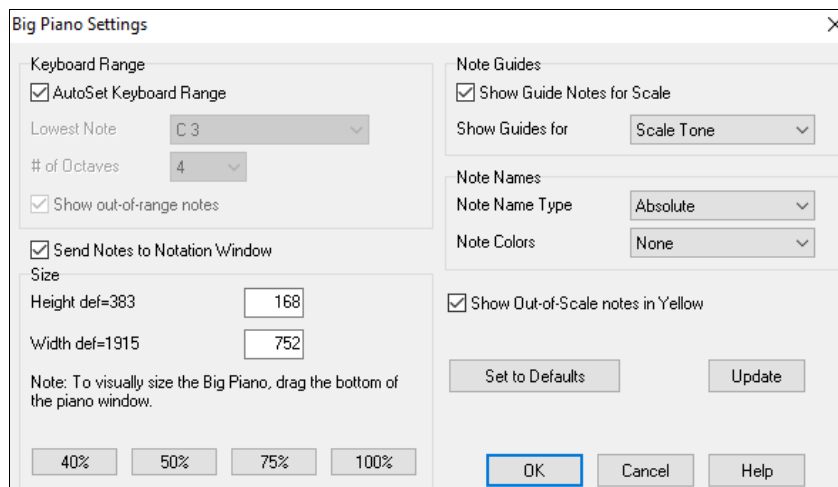 Big Piano Settings
Keyboard Range
AutoSet Keyboard Range
Lowest Note C 3
# of Octaves 4
Show out-of-range notes
Send Notes to Notation Window
Size
Height def=383 168
Width def=1915 752
Note: To visually size the Big Piano, drag the bottom of
the piano window.
40% 50% 75% 100%
Note Guides
Show Guide Notes for Scale
Show Guides for Scale Tone
Note Names
Note Name Type Absolute
Note Colors None
Show Out-of-Scale notes in Yellow
Set to Defaults Update
OK Cancel Help